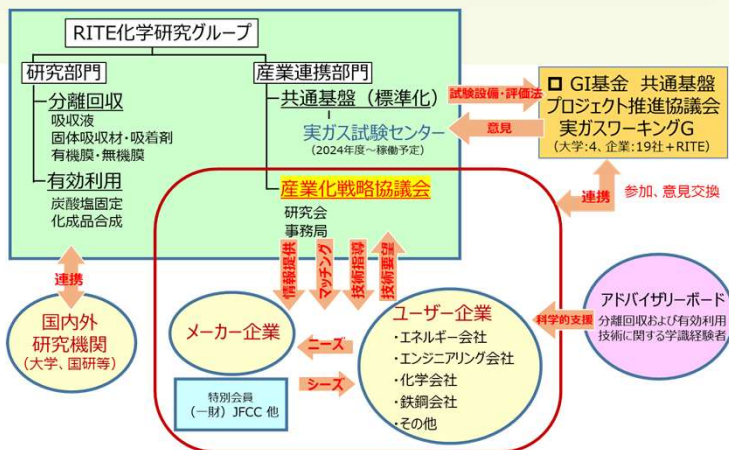 RITE化学研究グループ
研究部門
産業連携部門
分離回収
吸収液
固体吸収材・吸着剤
有機膜・無機膜
有効利用
炭酸塩固定
化成品合成
共通基盤（標準化）
実ガス試験センター
（2024年度～稼働予定）
産業化戦略協議会
研究会
事務局
試験設備・評価法
意見
□ GI基金 共通基盤
プロジェクト推進協議会
実ガスワーキングG
（大学:4、企業:19社+RITE）
連携
参加、意見交換
連携
国内外
研究機関
（大学、国研等）
情報提供
マッチング
技術指導
技術要望
メーカー企業
ニーズ
シーズ
特別会員
（一財）JFCC 他
ユーザー企業
・エネルギー会社
・エンジニアリング会社
・化学会社
・鉄鋼会社
・その他
科学的支援
アドバイザリーボード
分離回収および有効利用
技術に関する学識経験者